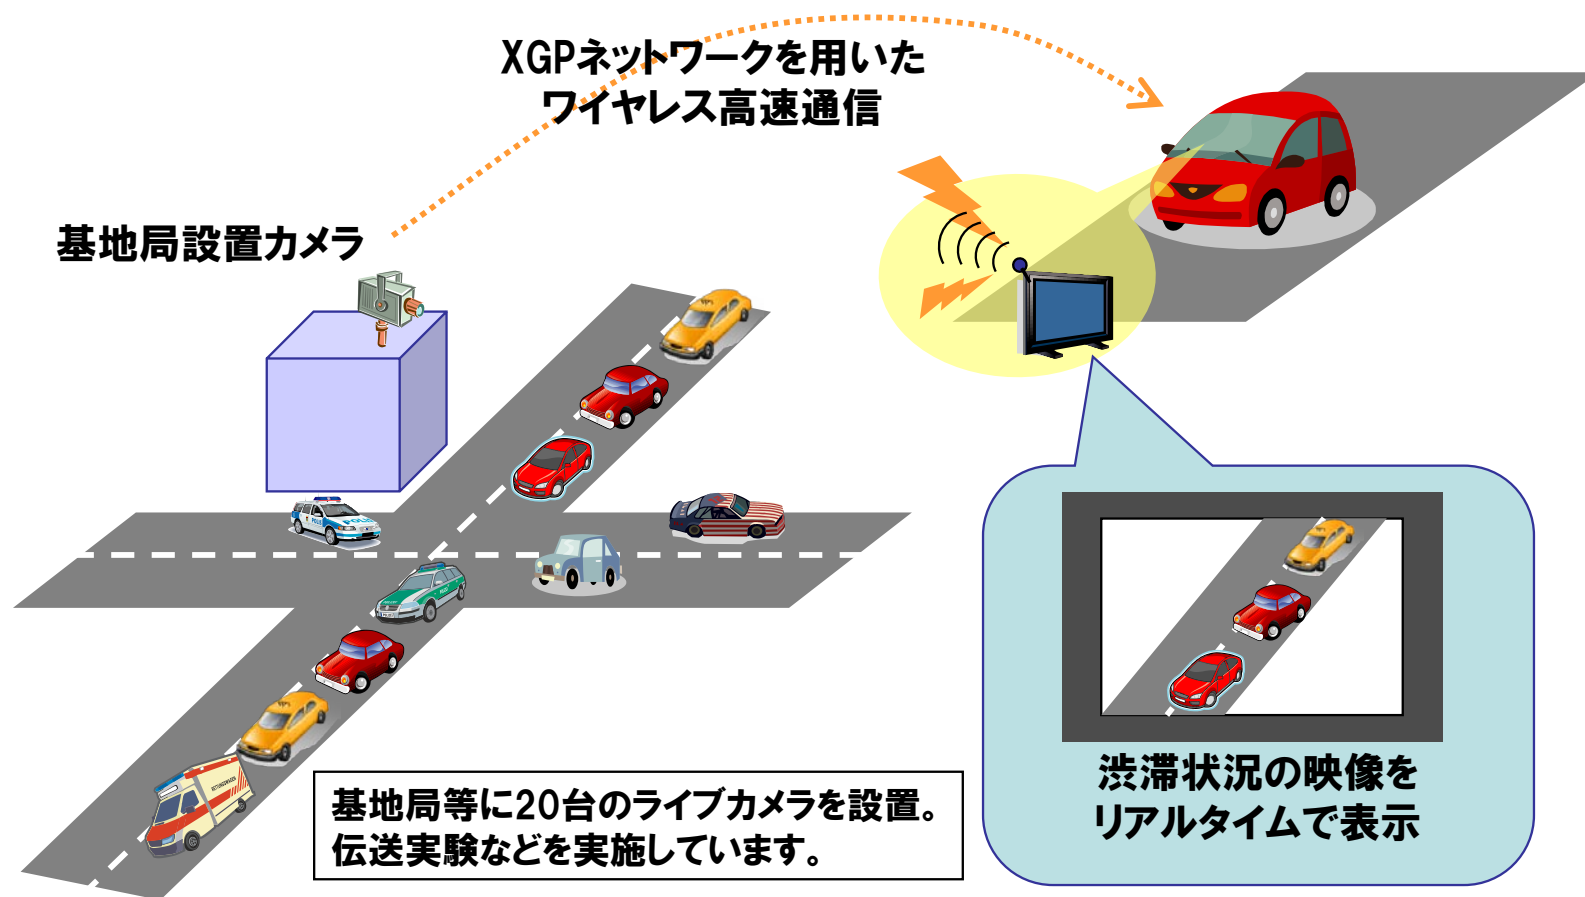 XGPネットワークを用いた
ワイヤレス高速通信
基地局設置カメラ
POLIS
基地局等に20台のライブカメラを設置。
伝送実験などを実施しています。
渋滞状況の映像を
リアルタイムで表示